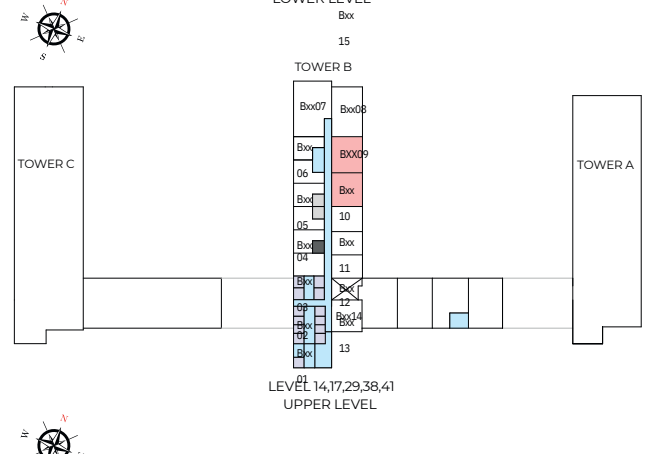 LOWER LEVEL
N
W
E
S
Bxx
15
TOWER B
Bxx07
Bxx08
Bxx
BXX09
06
TOWER C
TOWER A
Bxx
Bxx
05
10
Bxx
Bxx
04
11
Bxx
Bxx
03
12
Bxx14
Bxx
Bxx
02
13
Bxx
01
LEVEL 14,17,29,38,41
UPPER LEVEL
N
W